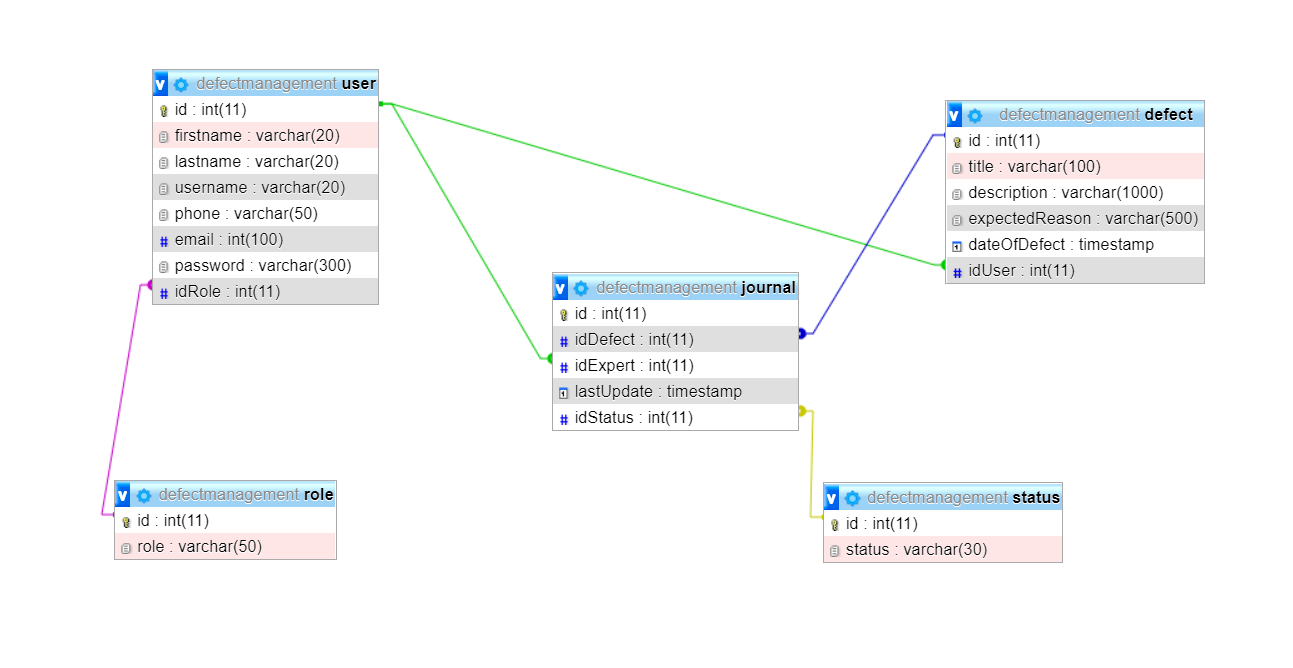 v defectmanagement user
id : int(11)
firstname : varchar(20)
lastname : varchar(20)
username : varchar(20)
phone : varchar(50)
# email : int(100)
password : varchar(300)
# idRole : int(11)
v defectmanagement defect
id : int(11)
title : varchar(100)
description : varchar(1000)
expectedReason : varchar(500)
dateOfDefect : timestamp
# idUser : int(11)
v defectmanagement journal
id : int(11)
# idDefect : int(11)
# idExpert : int(11)
lastUpdate : timestamp
# idStatus : int(11)
v defectmanagement role
id : int(11)
role : varchar(50)
v defectmanagement status
id : int(11)
status : varchar(30)